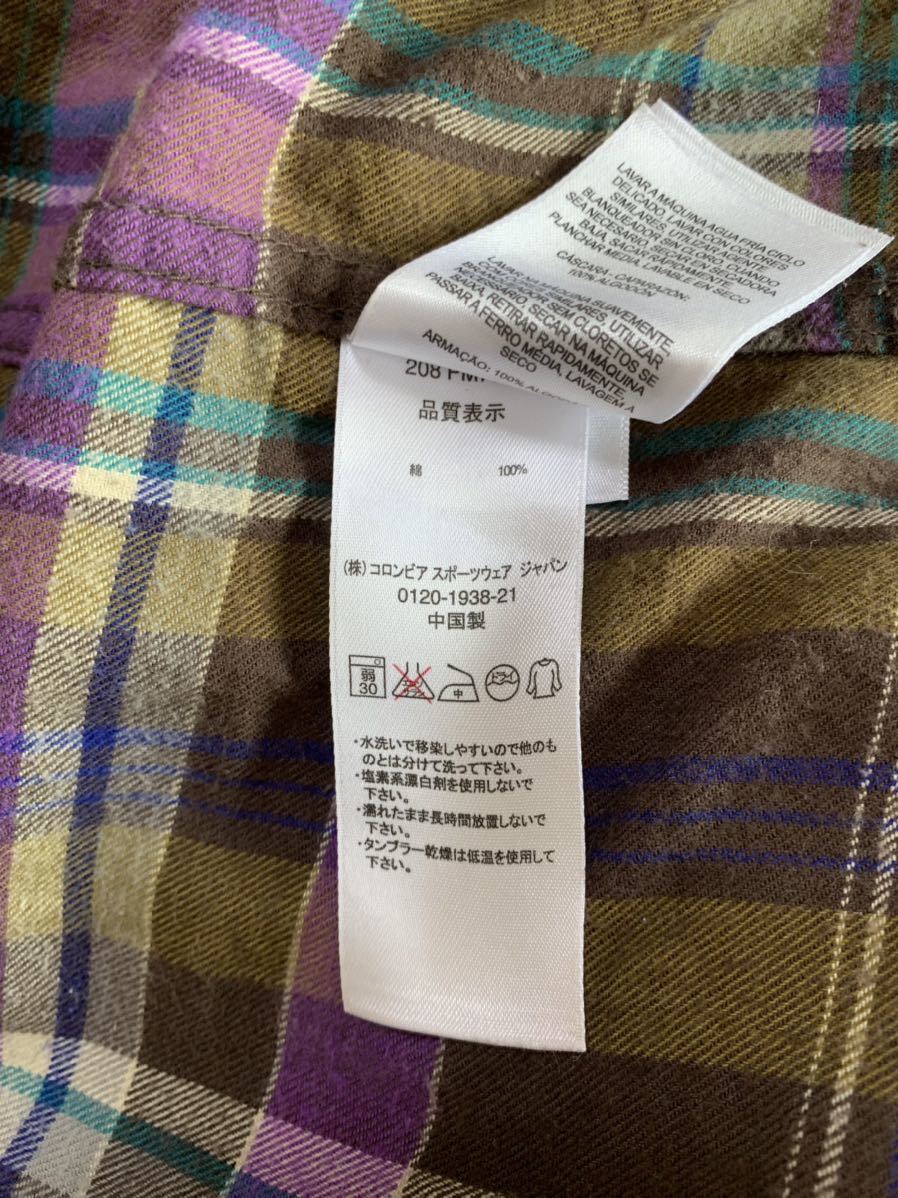 LAVAR A MÁQUINA AGUA FRIA CICLO
DELICADO, LAVAR CON COLORES
SIMILARES, UTILIZAR
BLANQUEADOR SIN CLORO, CUANDO
SEA NECESARIO, SECAR EN SECADORA
BAJA, SACAR RAPIDAMENTE,
PLANCHAR A MEDIA, LAVABLE EN SECO
CÁSCARA - CAPARAZÓN:
100% ALGODÓN
LAVAR EM MÁQUINA SUAVEMENTE
SIMILARES, UTILIZAR
SEM CLORETOS SE
NECESSÁRIO, SECAR NA MÁQUINA
BAIXA, RETIRAR RAPIDAMENTE,
PASSAR A FERRO MEDIA, LAVAGEM A
SECO
ARMAÇÃO: 100%
208
品質表示
綿 100%
(株) コロンビア スポーツウェア ジャパン
0120-1938-21
中国製
弱
30
中
ドライ
・水洗いで移染しやすいので他のも
のとは分けて洗って下さい。
・塩素系漂白剤を使用しないで
下さい。
・濡れたまま長時間放置しないで
下さい。
・タンブラー乾燥は低温を使用して
下さい。